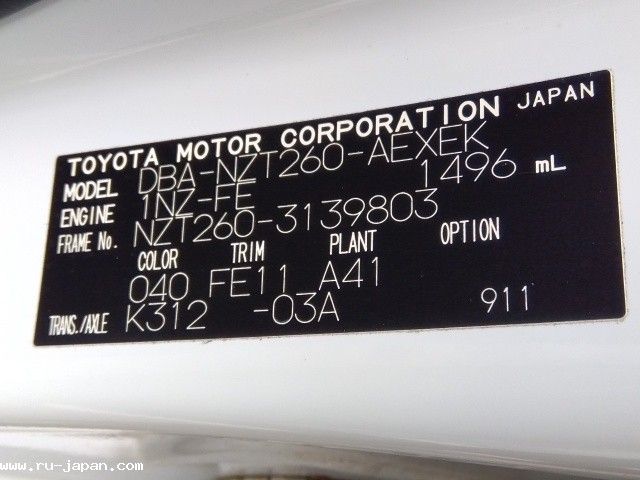 TOYOTA MOTOR CORPORATION JAPAN
MODEL DBA-NZT260-AEXEK
ENGINE 1NZ-FE 1496 mL
FRAME No. NZT260-3139803
COLOR TRIM PLANT OPTION
040 FE11 A41
TRANS./AXLE K312 -03A 911
www.ru-japan.com